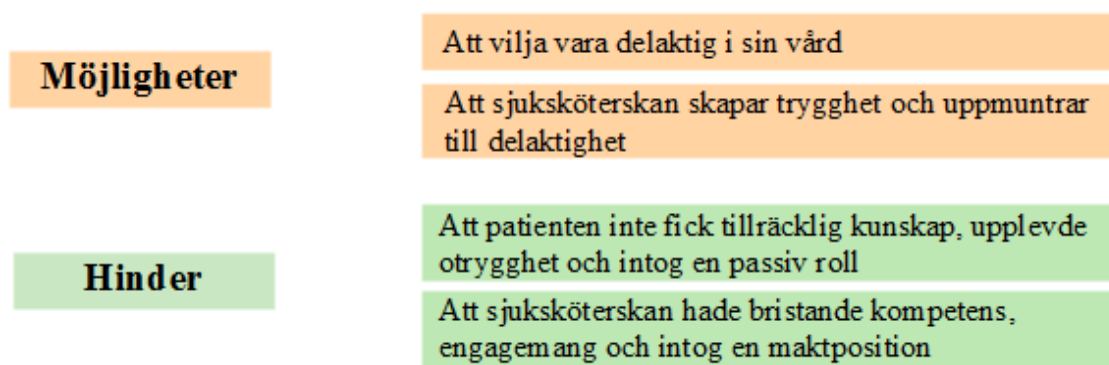 Möjligheter
Att vilja vara delaktig i sin vård
Att sjuksköterskan skapar trygghet och uppmuntrar
till delaktighet
Hinder
Att patienten inte fick tillräcklig kunskap, upplevde
otrygghet och intog en passiv roll
Att sjuksköterskan hade bristande kompetens,
engagemang och intog en maktposition